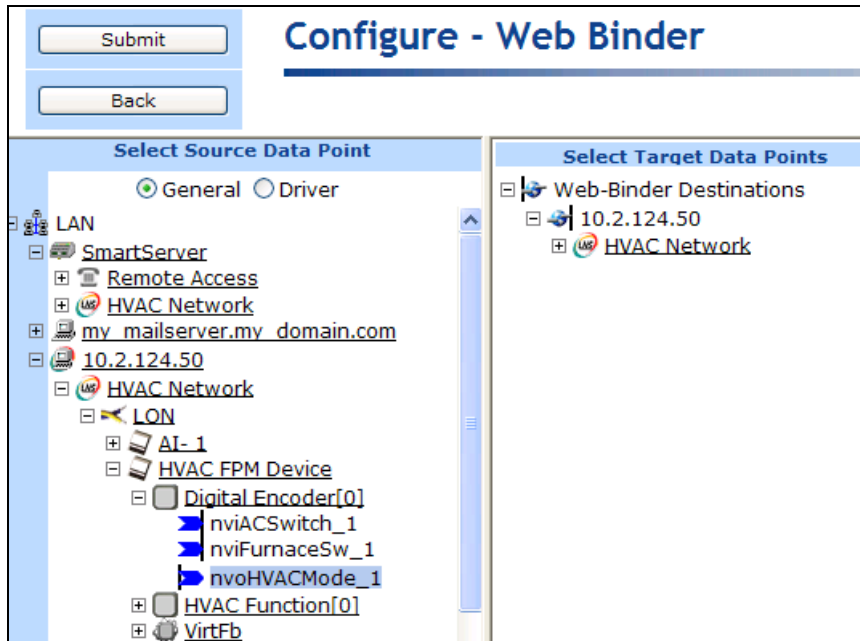 Submit
Configure - Web Binder
Back
Select Source Data Point
General Driver
LAN
SmartServer
Remote Access
HVAC Network
my_mailserver.my_domain.com
10.2.124.50
HVAC Network
LON
AI- 1
HVAC FPM Device
Digital Encoder[0]
nviACSwitch_1
nviFurnaceSw_1
nvoHVACMode_1
HVAC Function[0]
VirtFb
Select Target Data Points
Web-Binder Destinations
10.2.124.50
LNS HVAC Network